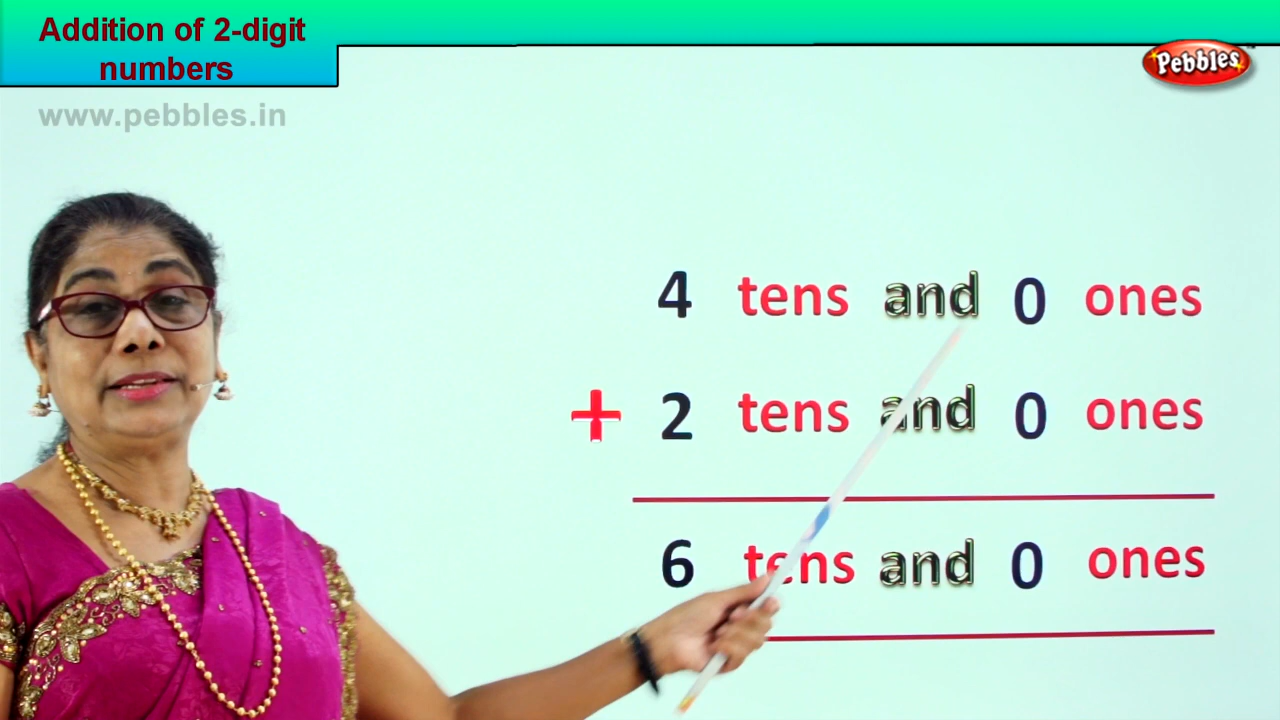 Addition of 2-digit
numbers
www.pebbles.in
Pebbles
4 tens and 0 ones
+ 2 tens and 0 ones
6 tens and 0 ones